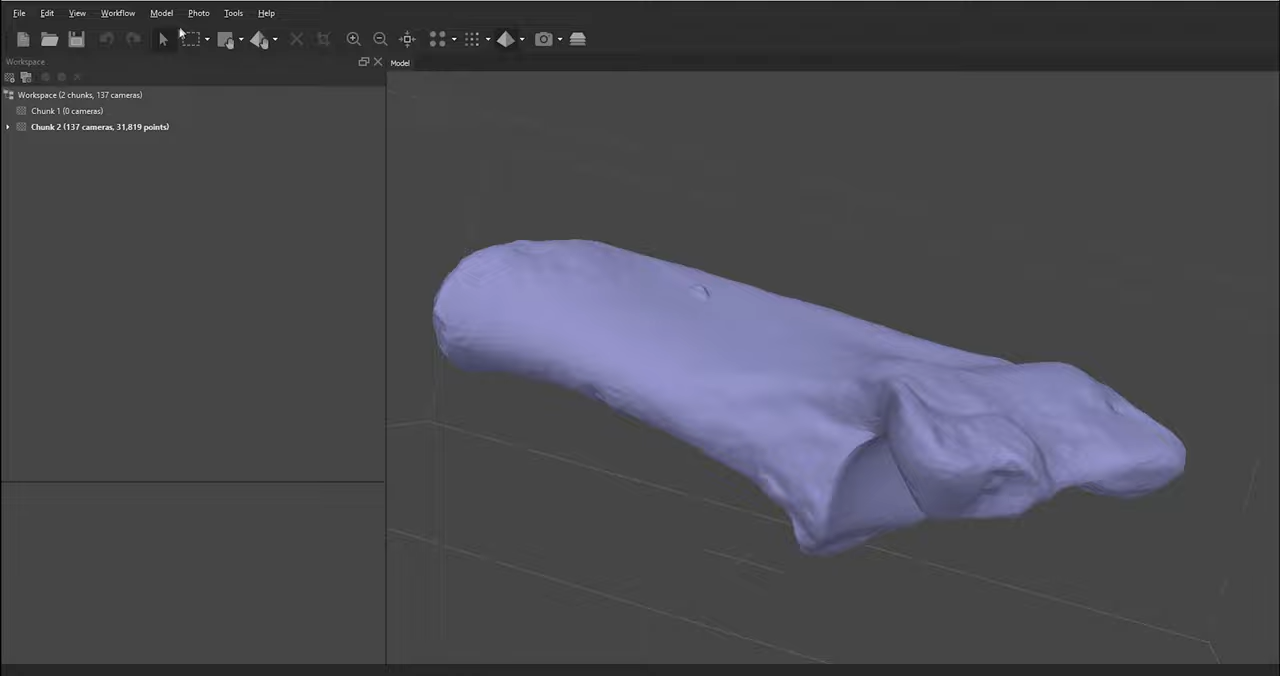 File Edit View Workflow Model Photo Tools Help
Workspace
Model
Workspace (2 chunks, 137 cameras)
Chunk 1 (0 cameras)
Chunk 2 (137 cameras, 31,819 points)